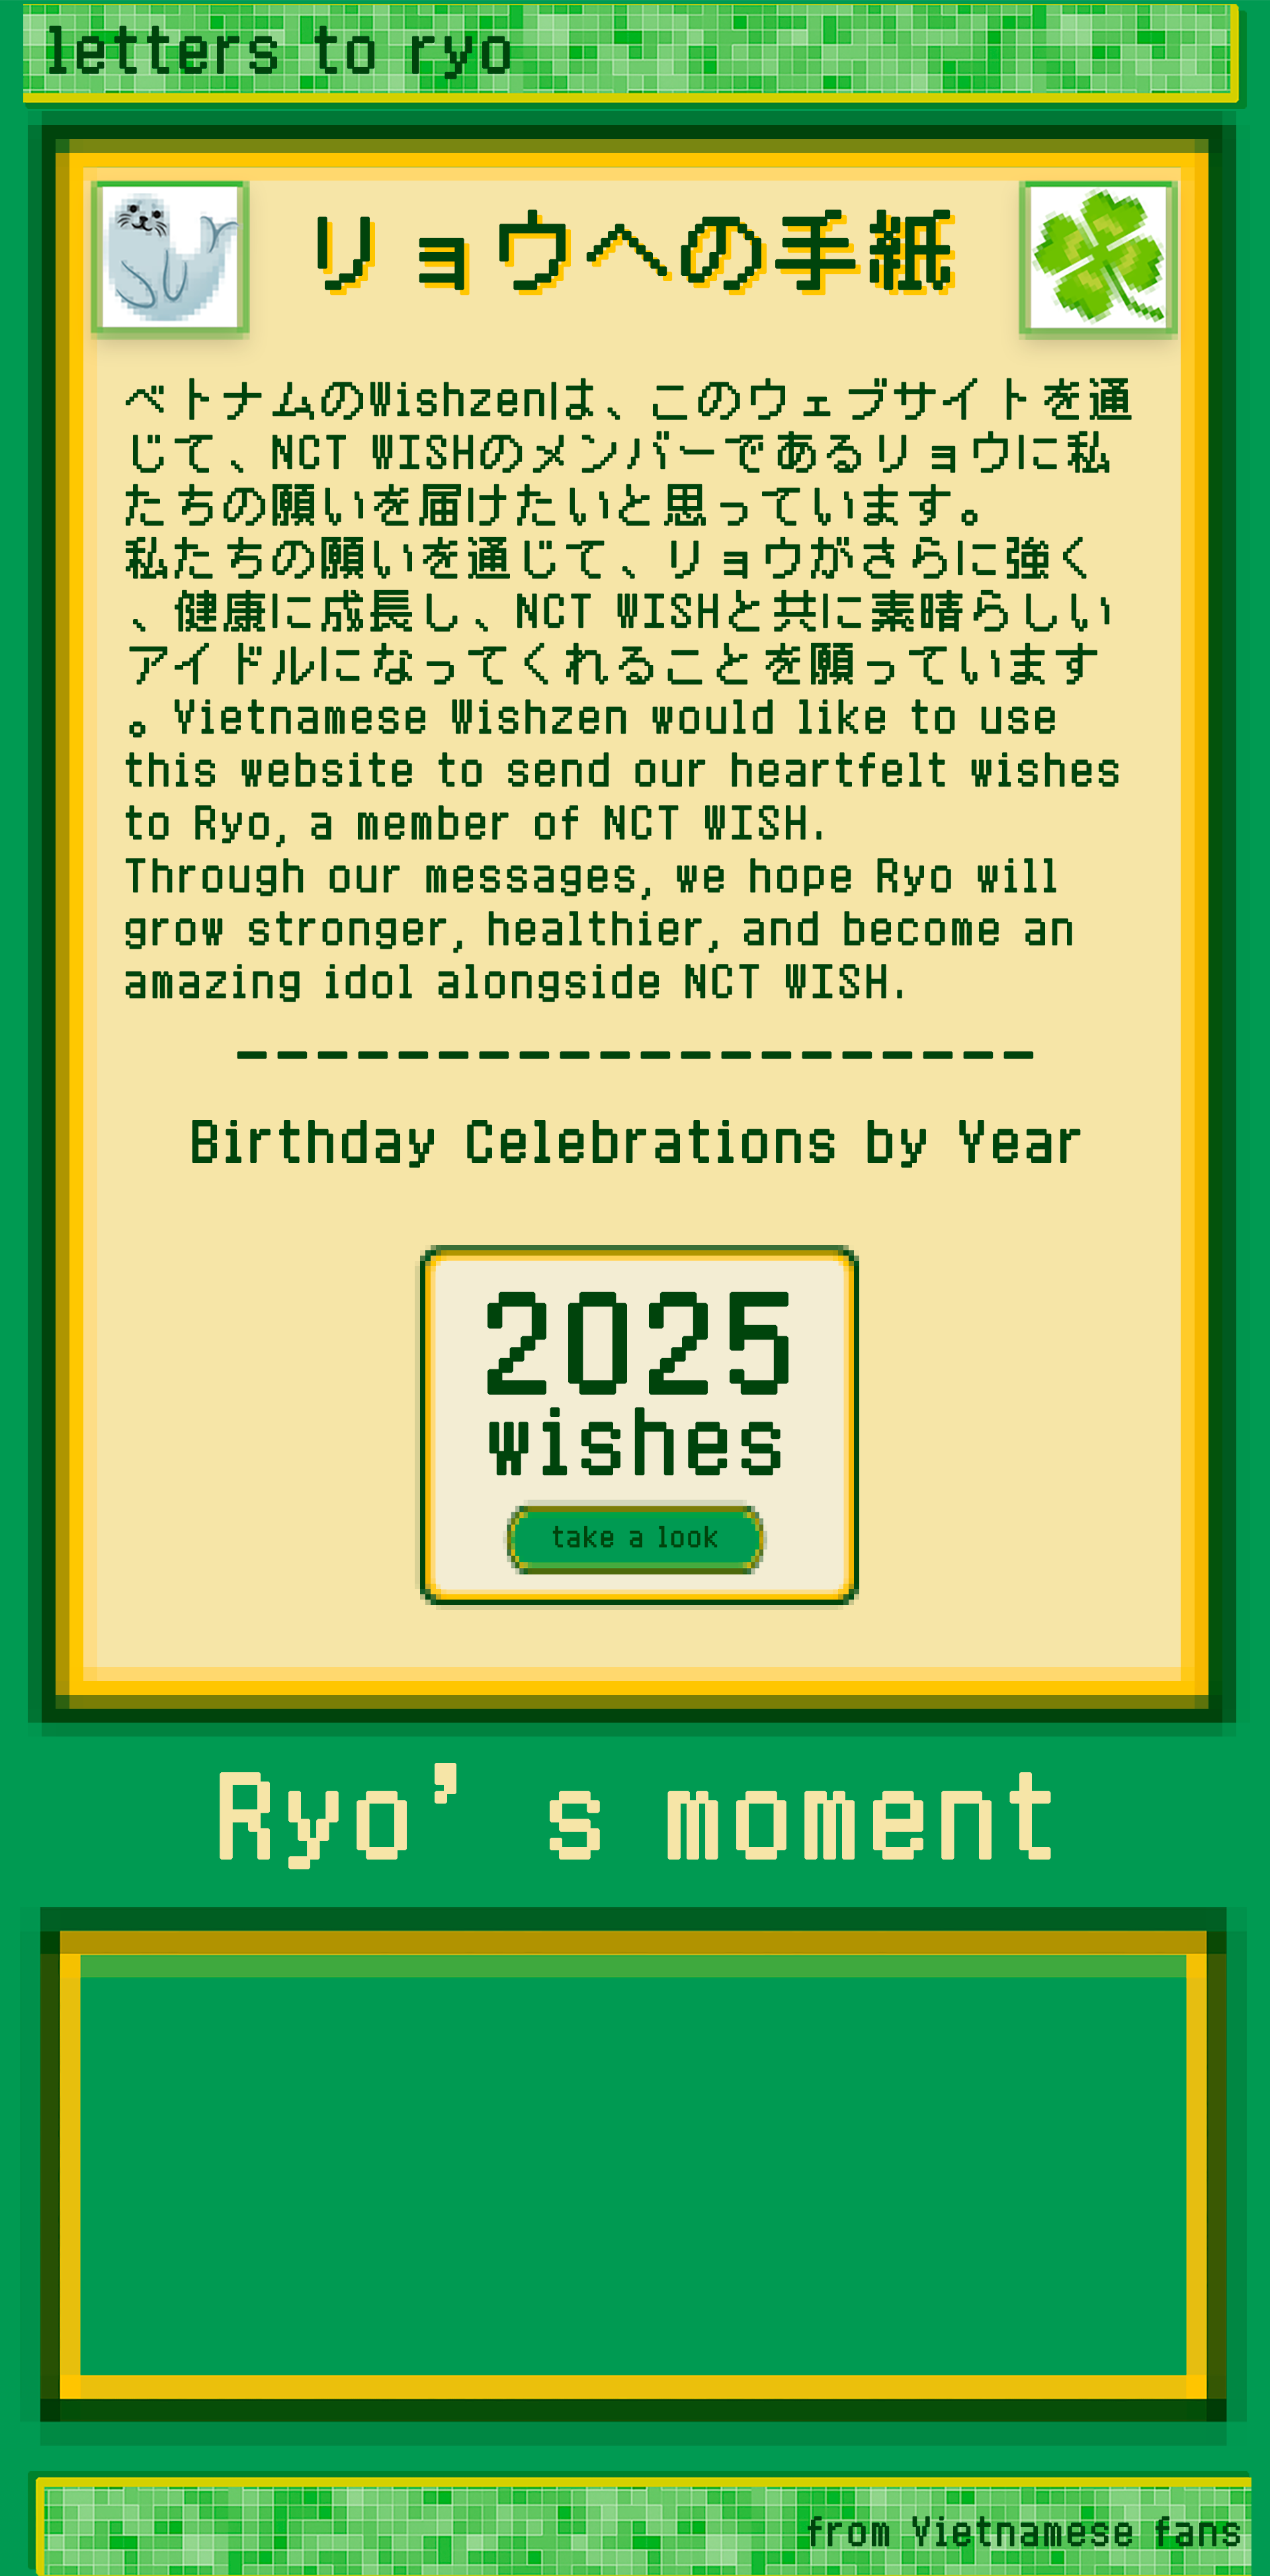 letters to ryo
リョウへの手紙
ベトナムのWishzenは、このウェブサイトを通
じて、NCT WISHのメンバーであるリョウに私
たちの願いを届けたいと思っています。
私たちの願いを通じて、リョウがさらに強く
、健康に成長し、NCT WISHと共に素晴らしい
アイドルになってくれることを願っています
。Vietnamese Wishzen would like to use
this website to send our heartfelt wishes
to Ryo, a member of NCT WISH.
Through our messages, we hope Ryo will
grow stronger, healthier, and become an
amazing idol alongside NCT WISH.
Birthday Celebrations by Year
2025
wishes
take a look
Ryo’s moment
from Vietnamese fans